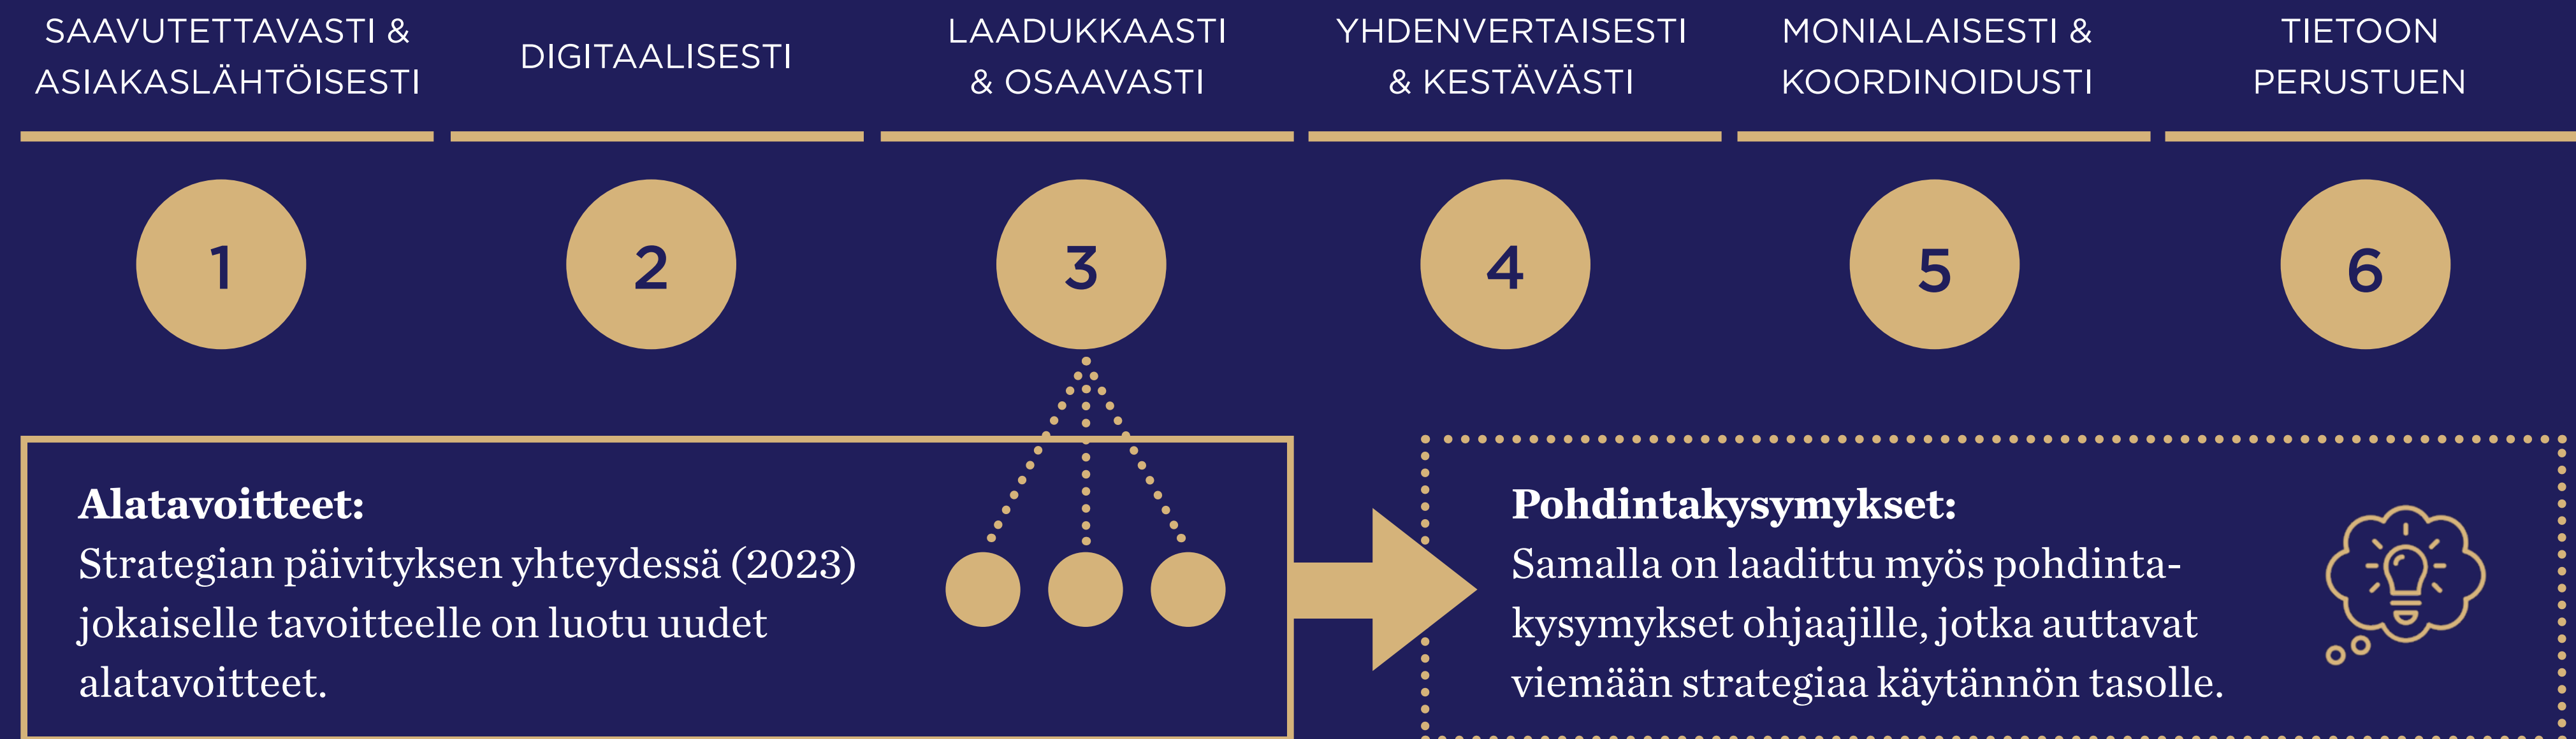 SAAVUTETTAVASTI &
ASIAKASLÄHTÖISESTI
DIGITAALISESTI
LAADUKKAASTI
& OSAAVASTI
YHDENVERTAISESTI
& KESTÄVÄSTI
MONIALAISESTI &
KOORDINOIDUSTI
TIETOON
PERUSTUEN
1
2
3
4
5
6
Alatavoitteet:
Strategian päivityksen yhteydessä (2023)
jokaiselle tavoitteelle on luotu uudet
alatavoitteet.
Pohdintakysymykset:
Samalla on laadittu myös pohdinta-
kysymykset ohjaajille, jotka auttavat
viemään strategiaa käytännön tasolle.